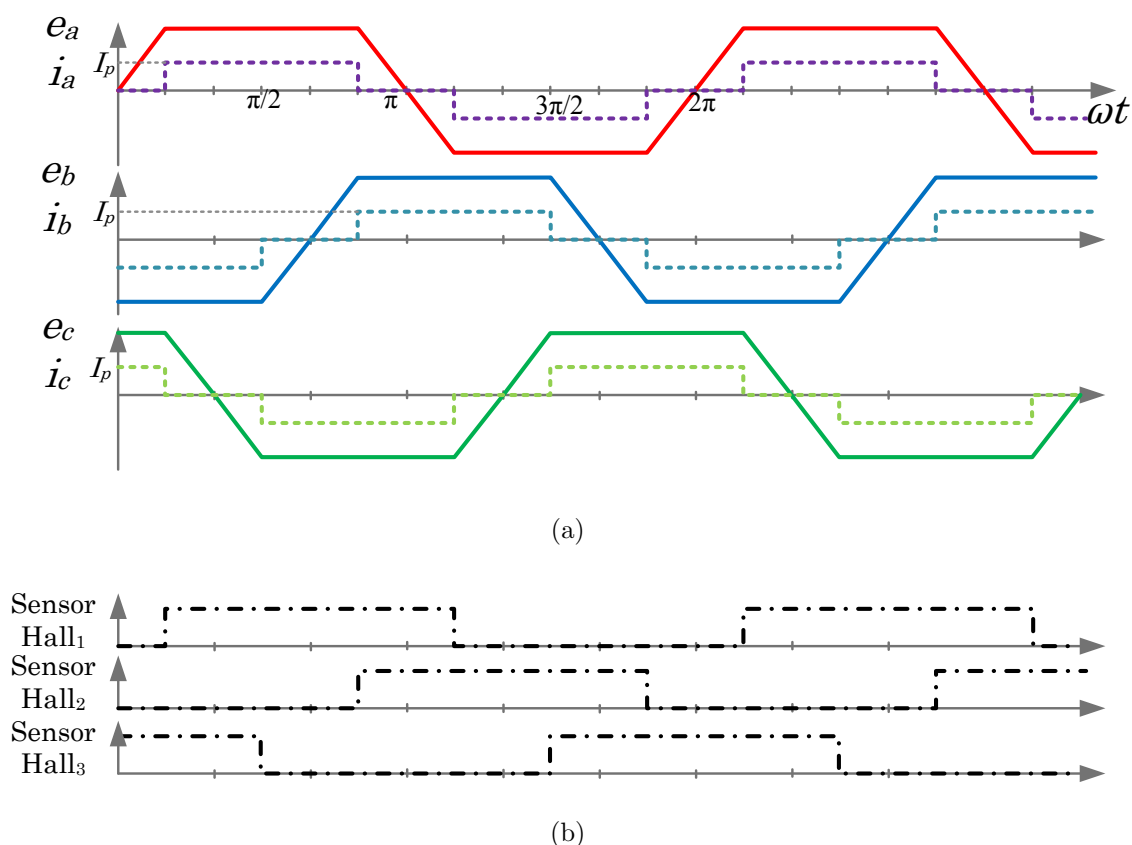 e_a
i_a
I_p
π/2
π
3π/2
2π
ωt
e_b
i_b
I_p
e_c
i_c
I_p
(a)
Sensor
Hall₁
Sensor
Hall₂
Sensor
Hall₃
(b)